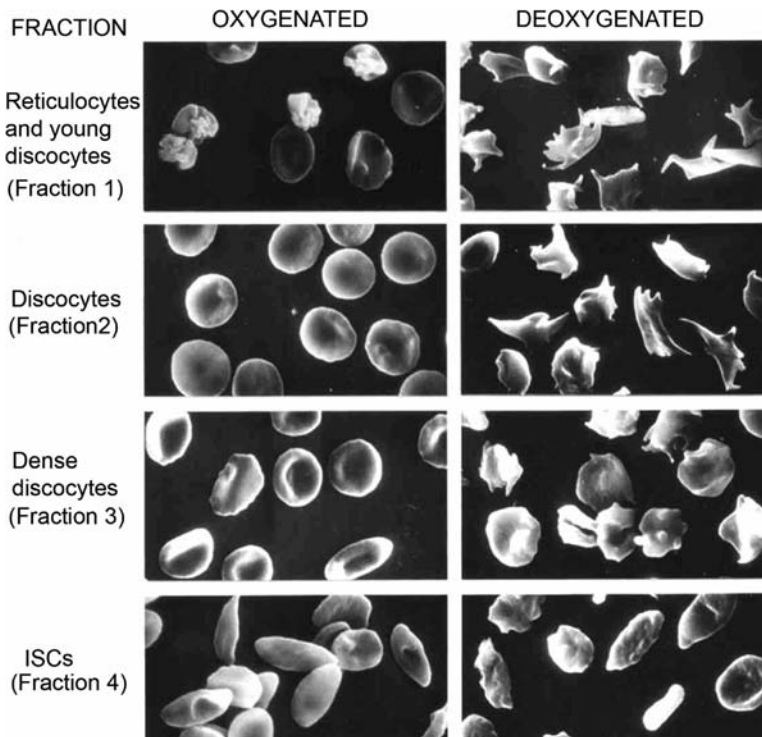 FRACTION OXYGENATED DEOXYGENATED
Reticulocytes
and young
discocytes
(Fraction 1)
Discocytes
(Fraction2)
Dense
discocytes
(Fraction 3)
ISCs
(Fraction 4)